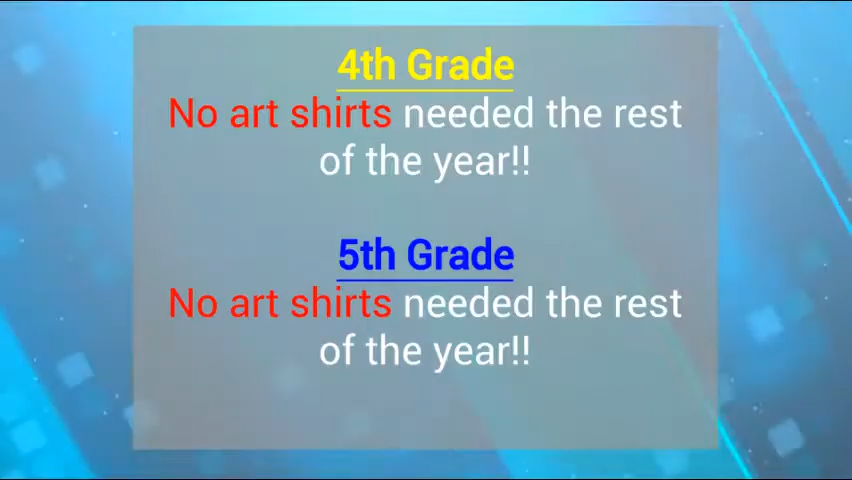 4th Grade
No art shirts needed the rest
of the year!!
5th Grade
No art shirts needed the rest
of the year!!